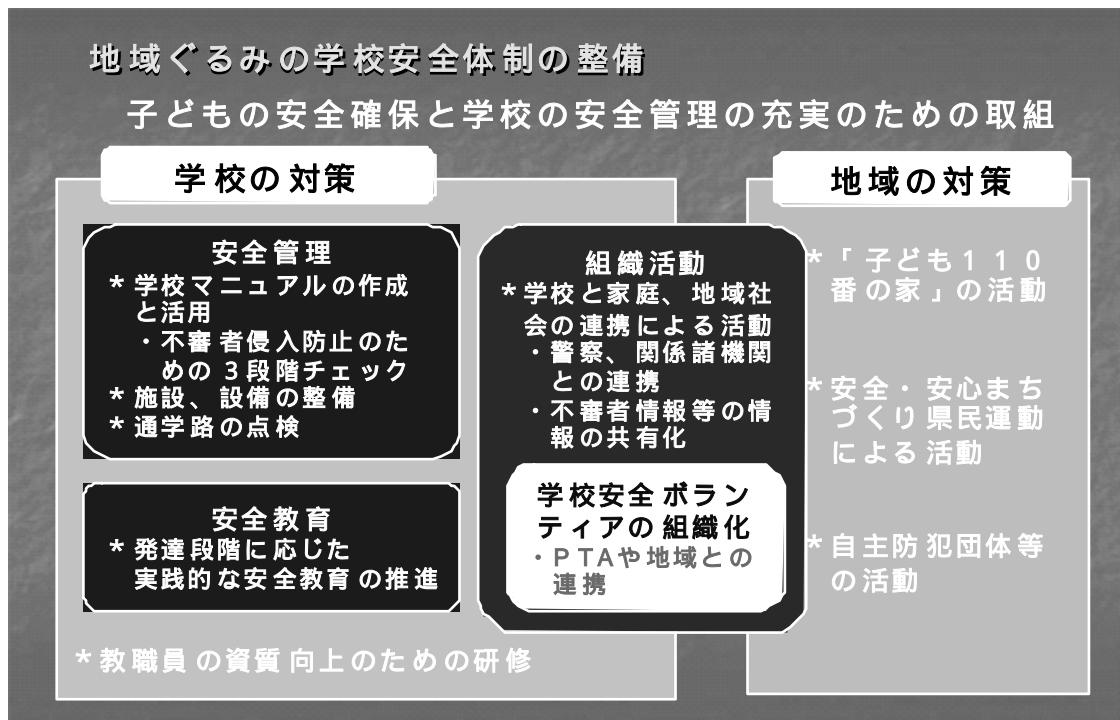 地域ぐるみの学校安全体制の整備
子どもの安全確保と学校の安全管理の充実のための取組
学校の対策
安全管理
*学校マニュアルの作成
と活用
・不審者侵入防止のた
めの3段階チェック
*施設、設備の整備
*通学路の点検
安全教育
*発達段階に応じた
実践的な安全教育の推進
*教職員の資質向上のための研修
組織活動
*学校と家庭、地域社
会の連携による活動
・警察、関係諸機関
との連携
・不審者情報等の情
報の共有化
学校安全ボラン
ティアの組織化
・PTAや地域との
連携
地域の対策
*「子ども110
番の家」の活動
*安全・安心まち
づくり県民運動
による活動
*自主防犯団体等
の活動